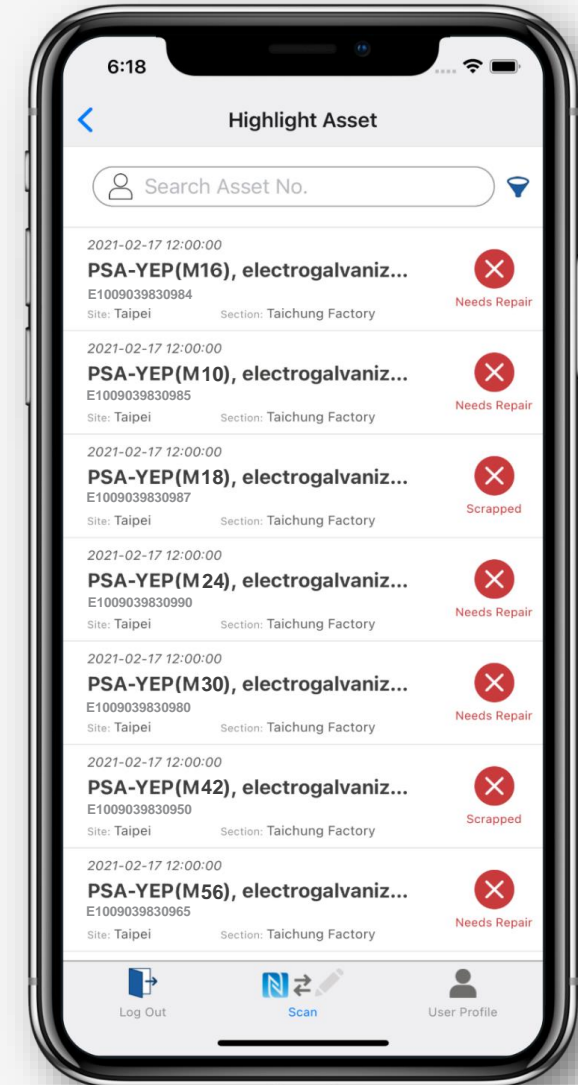 6:18
Highlight Asset
Search Asset No.
2021-02-17 12:00:00
PSA-YEP(M16), electrogalvaniz...
E1009039830984
Needs Repair
Site: Taipei Section: Taichung Factory
2021-02-17 12:00:00
PSA-YEP(M10), electrogalvaniz...
E1009039830985
Needs Repair
Site: Taipei Section: Taichung Factory
2021-02-17 12:00:00
PSA-YEP(M18), electrogalvaniz...
E1009039830987
Scrapped
Site: Taipei Section: Taichung Factory
2021-02-17 12:00:00
PSA-YEP(M24), electrogalvaniz...
E1009039830990
Needs Repair
Site: Taipei Section: Taichung Factory
2021-02-17 12:00:00
PSA-YEP(M30), electrogalvaniz...
E1009039830980
Needs Repair
Site: Taipei Section: Taichung Factory
2021-02-17 12:00:00
PSA-YEP(M42), electrogalvaniz...
E1009039830950
Scrapped
Site: Taipei Section: Taichung Factory
2021-02-17 12:00:00
PSA-YEP(M56), electrogalvaniz...
E1009039830965
Needs Repair
Site: Taipei Section: Taichung Factory
Log Out Scan User Profile